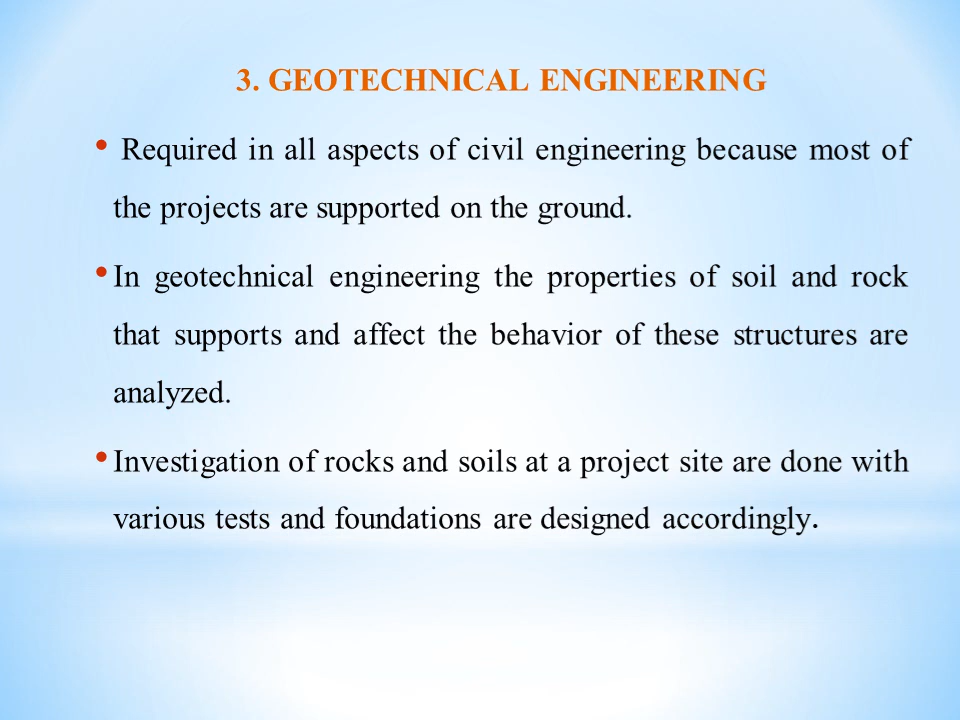 3. GEOTECHNICAL ENGINEERING
• Required in all aspects of civil engineering because most of
the projects are supported on the ground.
• In geotechnical engineering the properties of soil and rock
that supports and affect the behavior of these structures are
analyzed.
• Investigation of rocks and soils at a project site are done with
various tests and foundations are designed accordingly.